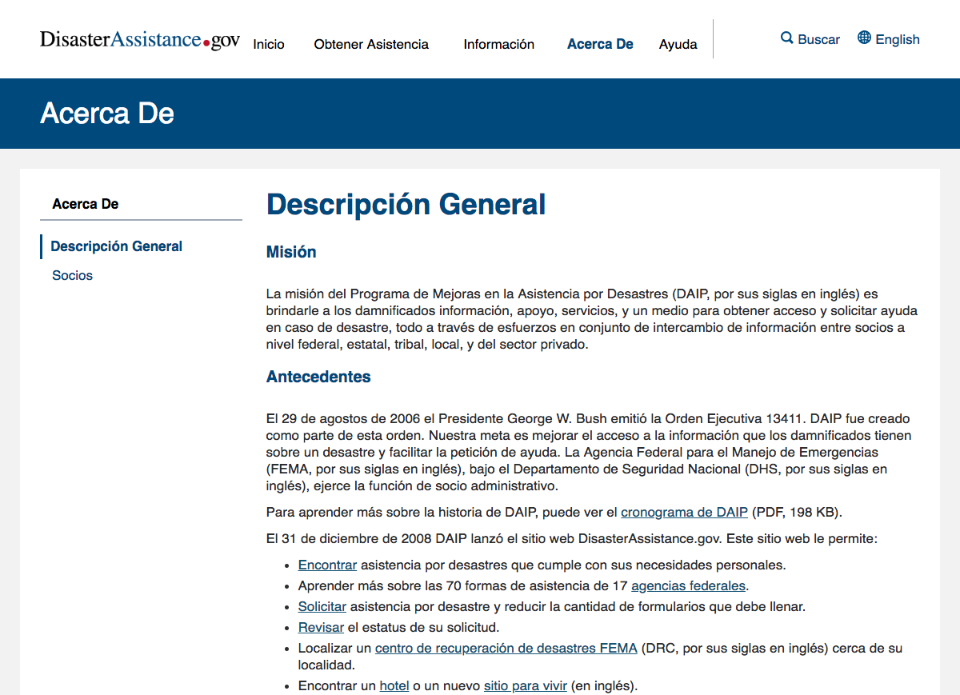 DisasterAssistance.gov
Inicio
Obtener Asistencia
Información
Acerca De
Ayuda
Buscar
English
Acerca De
Acerca De
Descripción General
Socios
Descripción General
Misión
La misión del Programa de Mejoras en la Asistencia por Desastres (DAIP, por sus siglas en inglés) es
brindarle a los damnificados información, apoyo, servicios, y un medio para obtener acceso y solicitar ayuda
en caso de desastre, todo a través de esfuerzos en conjunto de intercambio de información entre socios a
nivel federal, estatal, tribal, local, y del sector privado.
Antecedentes
El 29 de agostos de 2006 el Presidente George W. Bush emitió la Orden Ejecutiva 13411. DAIP fue creado
como parte de esta orden. Nuestra meta es mejorar el acceso a la información que los damnificados tienen
sobre un desastre y facilitar la petición de ayuda. La Agencia Federal para el Manejo de Emergencias
(FEMA, por sus siglas en inglés), bajo el Departamento de Seguridad Nacional (DHS, por sus siglas en
inglés), ejerce la función de socio administrativo.
Para aprender más sobre la historia de DAIP, puede ver el cronograma de DAIP (PDF, 198 KB).
El 31 de diciembre de 2008 DAIP lanzó el sitio web DisasterAssistance.gov. Este sitio web le permite:
• Encontrar asistencia por desastres que cumple con sus necesidades personales.
• Aprender más sobre las 70 formas de asistencia de 17 agencias federales.
• Solicitar asistencia por desastre y reducir la cantidad de formularios que debe llenar.
• Revisar el estatus de su solicitud.
• Localizar un centro de recuperación de desastres FEMA (DRC, por sus siglas en inglés) cerca de su
localidad.
• Encontrar un hotel o un nuevo sitio para vivir (en inglés).